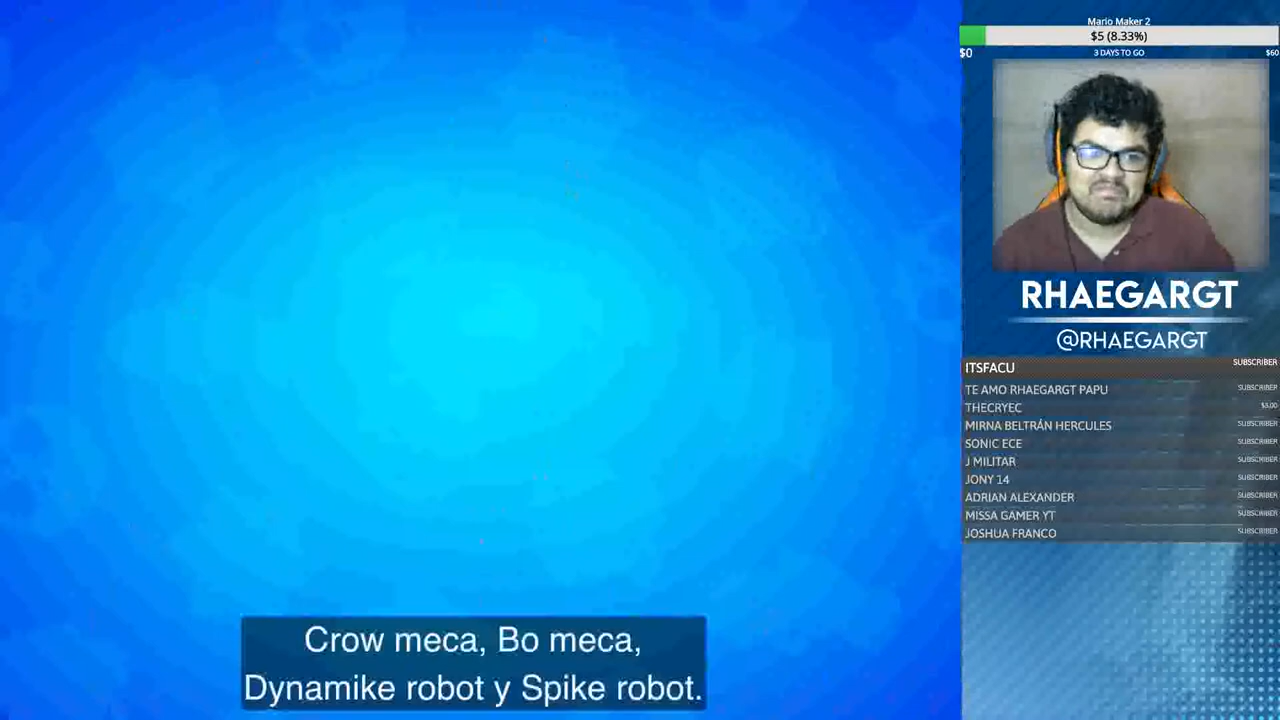 Mario Maker 2
$5 (8.33%)
$0
3 DAYS TO GO
$60
RHAEGARGT
@RHAEGARGT
ITSFACU SUBSCRIBER
TE AMO RHAEGARGT PAPU SUBSCRIBER
THECRYEC $3.00
MIRNA BELTRÁN HERCULES SUBSCRIBER
SONIC ECE SUBSCRIBER
J MILITAR SUBSCRIBER
JONY 14 SUBSCRIBER
ADRIAN ALEXANDER SUBSCRIBER
MISSA GAMER YT SUBSCRIBER
JOSHUA FRANCO SUBSCRIBER
Crow meca, Bo meca,
Dynamike robot y Spike robot.